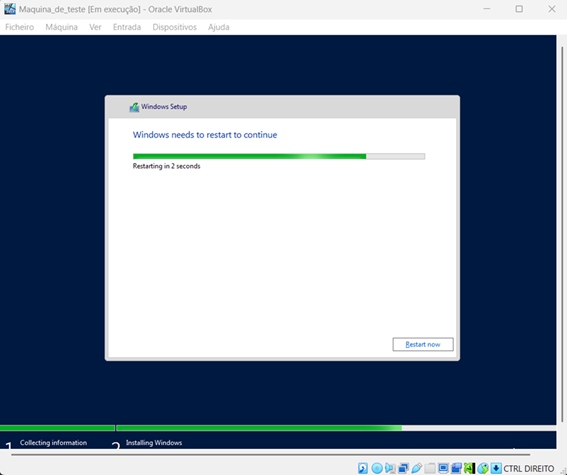 Maquina_de_teste [Em execução] - Oracle VirtualBox
Ficheiro Máquina Ver Entrada Dispositivos Ajuda
Windows Setup
Windows needs to restart to continue
Restarting in 2 seconds
Restart now
1 Collecting information 2 Installing Windows
CTRL DIREITO